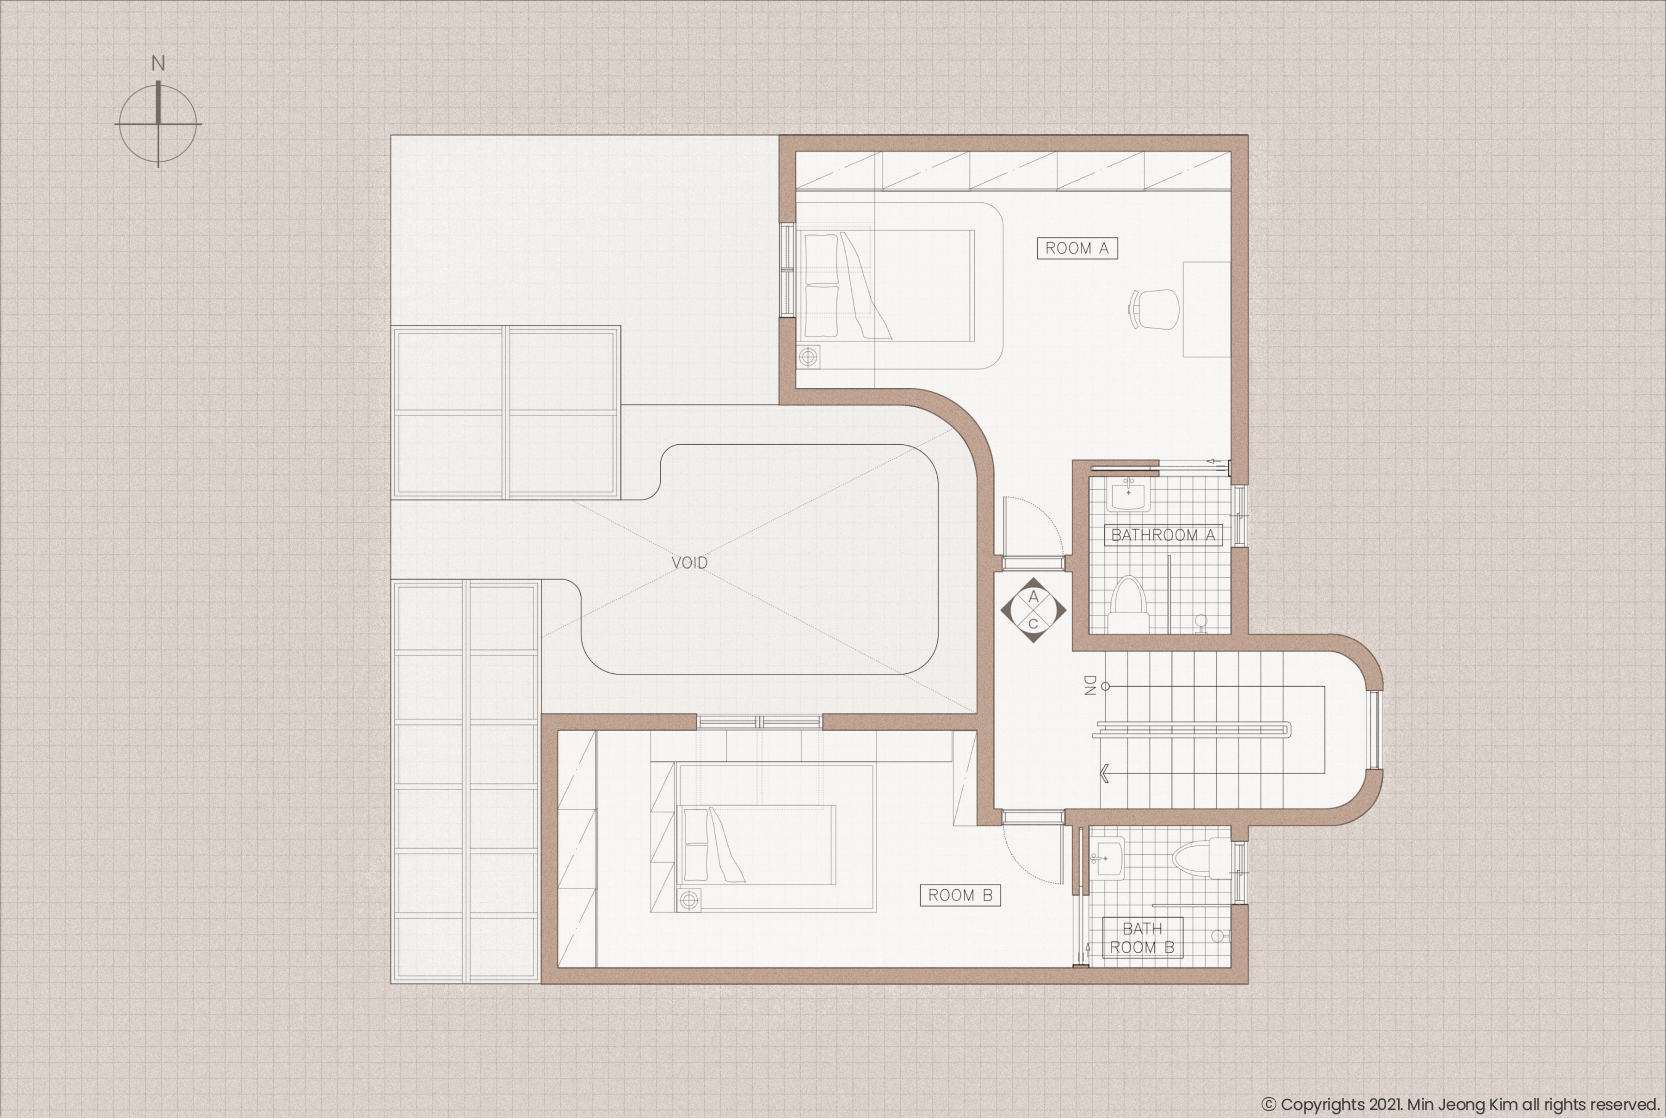 N
ROOM A
BATHROOM A
VOID
A
C
DN
ROOM B
BATH
ROOM B
© Copyrights 2021. Min Jeong Kim all rights reserved.